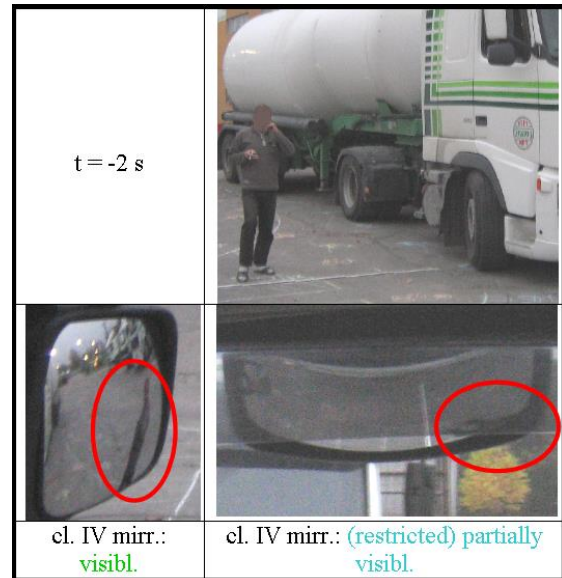 t = -2 s
cl. IV mirr.:
visibl.
cl. IV mirr.: (restricted) partially
visibl.